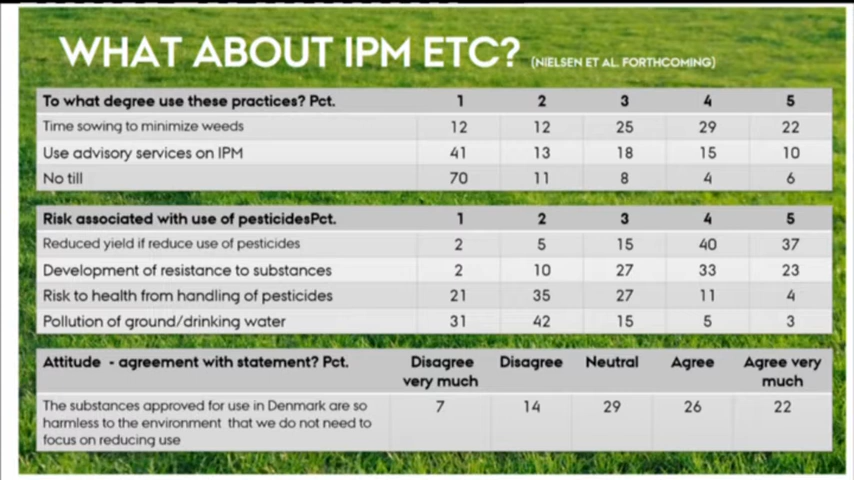 WHAT ABOUT IPM ETC? (NIELSEN ET AL. FORTHCOMING)
To what degree use these practices? Pct. 1 2 3 4 5
Time sowing to minimize weeds 12 12 25 29 22
Use advisory services on IPM 41 13 18 15 10
No till 70 11 8 4 6
Risk associated with use of pesticidesPct. 1 2 3 4 5
Reduced yield if reduce use of pesticides 2 5 15 40 37
Development of resistance to substances 2 10 27 33 23
Risk to health from handling of pesticides 21 35 27 11 4
Pollution of ground/drinking water 31 42 15 5 3
Attitude - agreement with statement? Pct. Disagree very much Disagree Neutral Agree Agree very much
The substances approved for use in Denmark are so 7 14 29 26 22
harmless to the environment that we do not need to
focus on reducing use